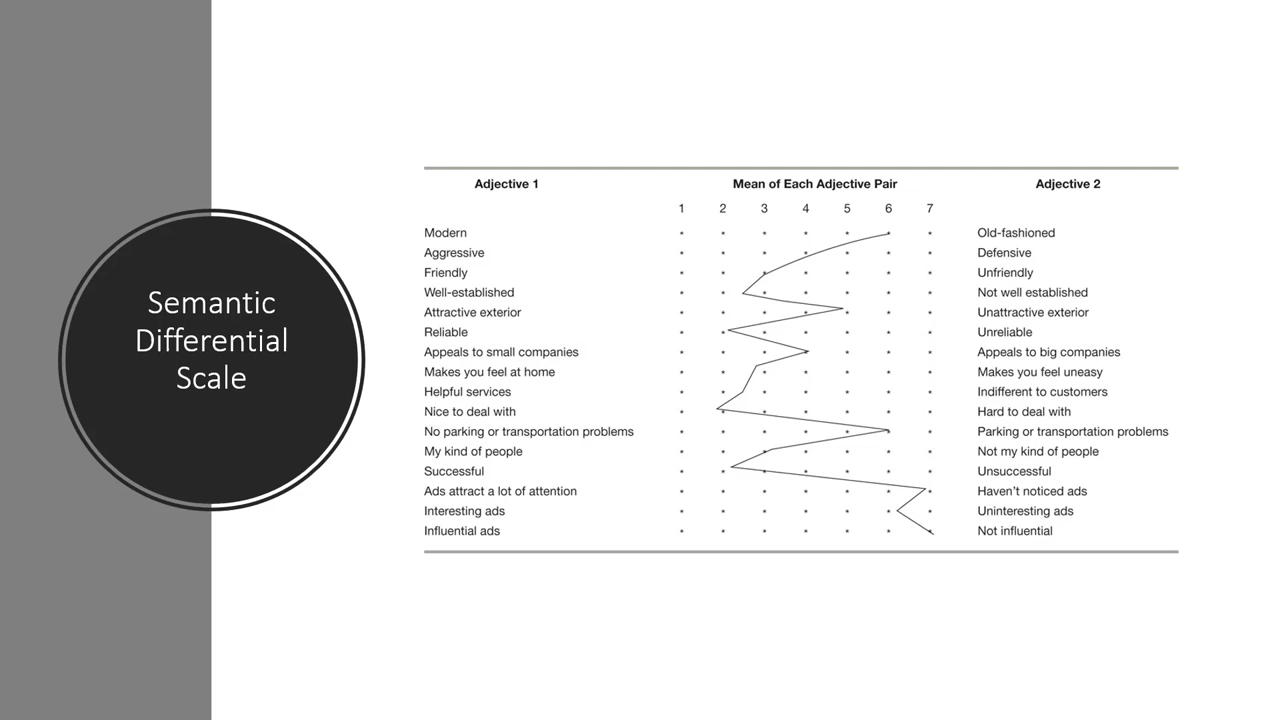 Semantic
Differential
Scale
Adjective 1 Mean of Each Adjective Pair Adjective 2
1 2 3 4 5 6 7
Modern Old-fashioned
Aggressive Defensive
Friendly Unfriendly
Well-established Not well established
Attractive exterior Unattractive exterior
Reliable Unreliable
Appeals to small companies Appeals to big companies
Makes you feel at home Makes you feel uneasy
Helpful services Indifferent to customers
Nice to deal with Hard to deal with
No parking or transportation problems Parking or transportation problems
My kind of people Not my kind of people
Successful Unsuccessful
Ads attract a lot of attention Haven’t noticed ads
Interesting ads Uninteresting ads
Influential ads Not influential